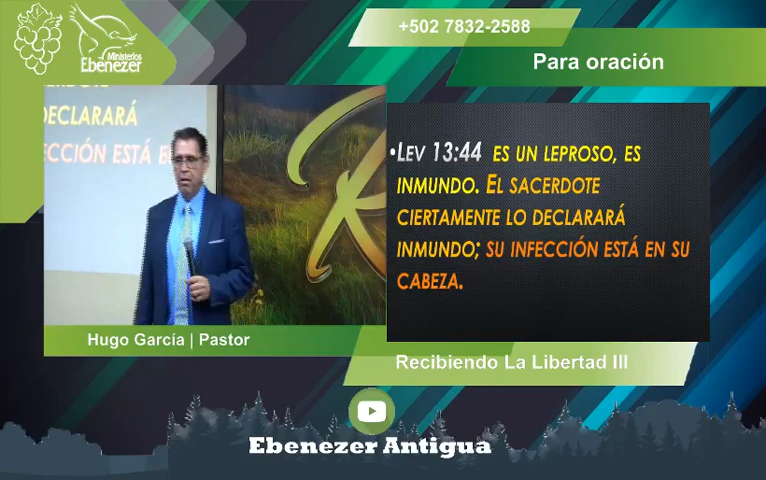 +502 7832-2588
Ministerios
Ebenezer
Para oración
DECLARARÁ
ECCIÓN ESTÁ E
•LEV 13:44 ES UN LEPROSO, ES
INMUNDO. EL SACERDOTE
CIERTAMENTE LO DECLARARÁ
INMUNDO; SU INFECCIÓN ESTÁ EN SU
CABEZA.
Hugo García | Pastor
Recibiendo La Libertad III
Ebenezer Antigua